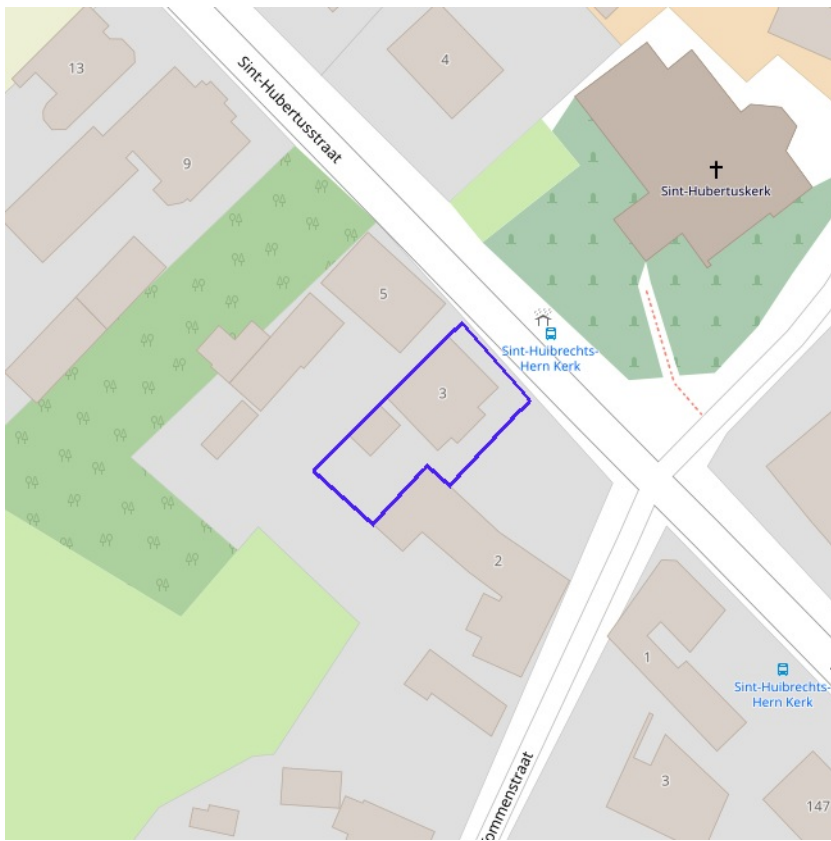 13
4
Sint-Hubertusstraat
9
Sint-Hubertuskerk
5
Sint-Huibrechts-
Hern Kerk
3
2
1
Sint-Huibrechts-
Hern Kerk
3
147
ommenstraat